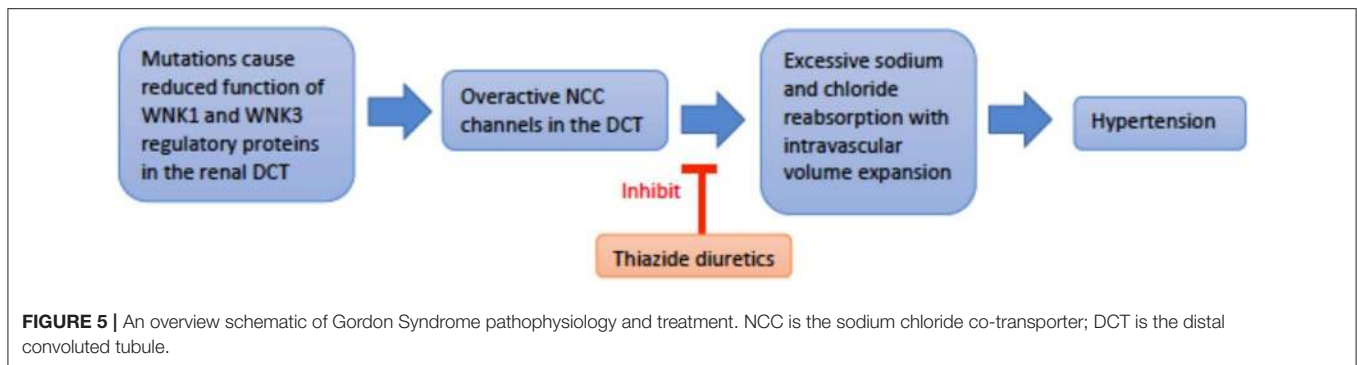 Mutations cause
reduced function of
WNK1 and WNK3
regulatory proteins
in the renal DCT
Overactive NCC
channels in the DCT
Excessive sodium
and chloride
reabsorption with
intravascular
volume expansion
Hypertension
Inhibit
Thiazide diuretics
FIGURE 5 | An overview schematic of Gordon Syndrome pathophysiology and treatment. NCC is the sodium chloride co-transporter; DCT is the distal
convoluted tubule.